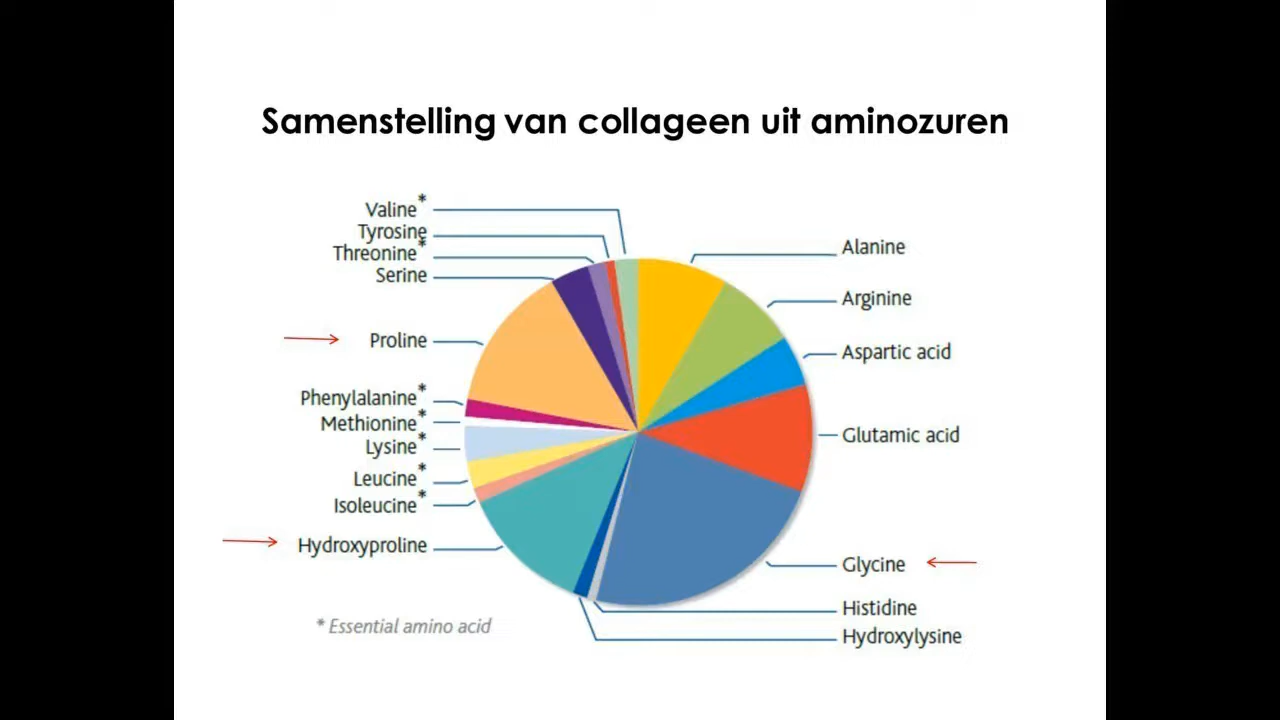 Samenstelling van collageen uit aminozuren
Valine*
Tyrosine
Threonine*
Serine
Proline
Phenylalanine*
Methionine*
Lysine*
Leucine*
Isoleucine*
Hydroxyproline
* Essential amino acid
Alanine
Arginine
Aspartic acid
Glutamic acid
Glycine
Histidine
Hydroxylysine